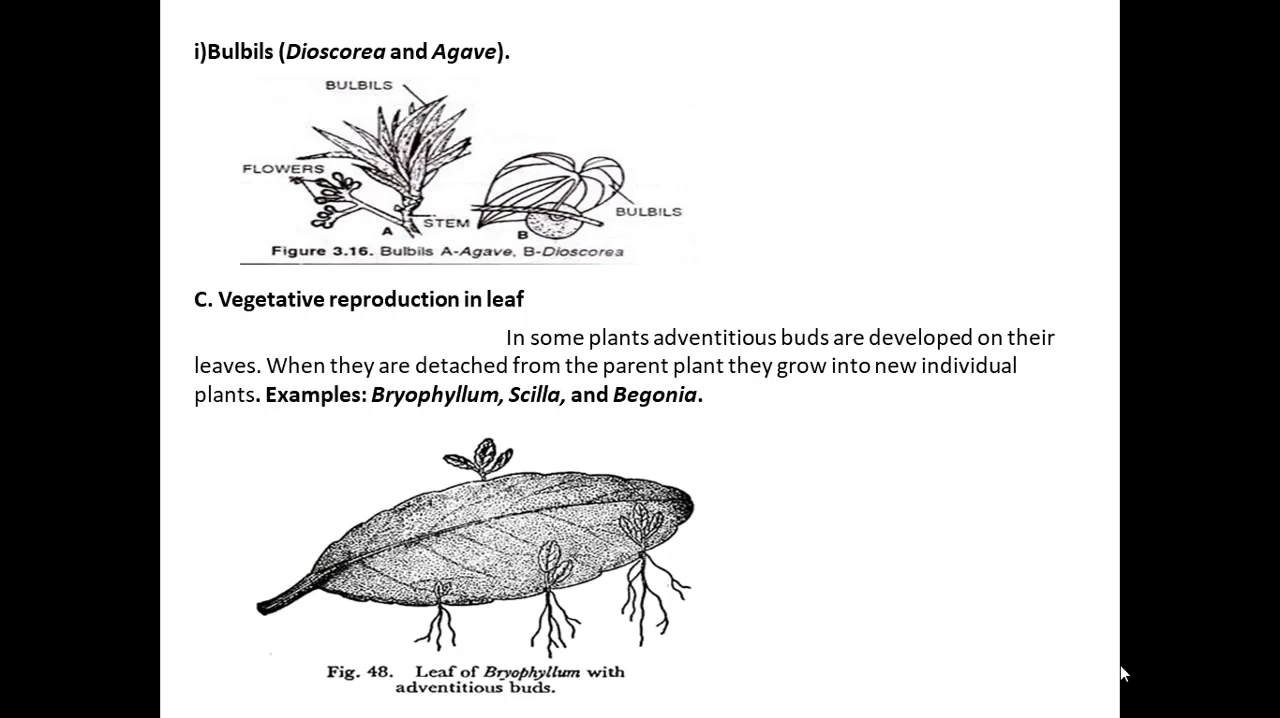 i)Bulbils (Dioscorea and Agave).
BULBILS
FLOWERS
BULBILS
STEM
A
B
Figure 3.16. Bulbils A-Agave, B-Dioscorea
C. Vegetative reproduction in leaf
In some plants adventitious buds are developed on their
leaves. When they are detached from the parent plant they grow into new individual
plants. Examples: Bryophyllum, Scilla, and Begonia.
Fig. 48. Leaf of Bryophyllum with
adventitious buds.